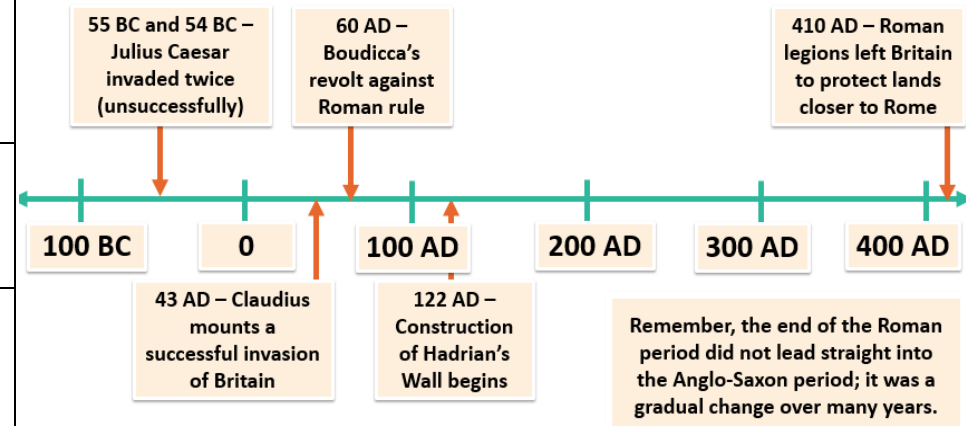 55 BC and 54 BC –
Julius Caesar
invaded twice
(unsuccessfully)
60 AD –
Boudicca’s
revolt against
Roman rule
410 AD – Roman
legions left Britain
to protect lands
closer to Rome
100 BC
0
100 AD
200 AD
300 AD
400 AD
43 AD – Claudius
mounts a
successful invasion
of Britain
122 AD –
Construction
of Hadrian’s
Wall begins
Remember, the end of the Roman
period did not lead straight into
the Anglo-Saxon period; it was a
gradual change over many years.